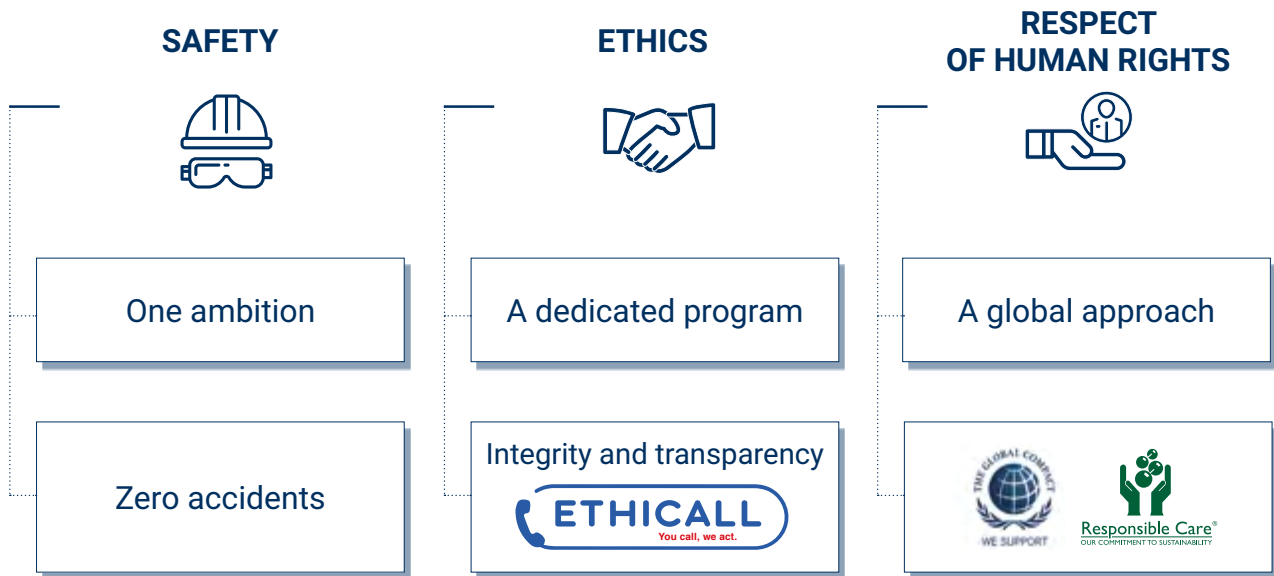 SAFETY
One ambition
Zero accidents
ETHICS
A dedicated program
Integrity and transparency
ETHICALL
You call, we act.
RESPECT
OF HUMAN RIGHTS
A global approach
THE GLOBAL COMPACT
WE SUPPORT
Responsible Care®
OUR COMMITMENT TO SUSTAINABILITY